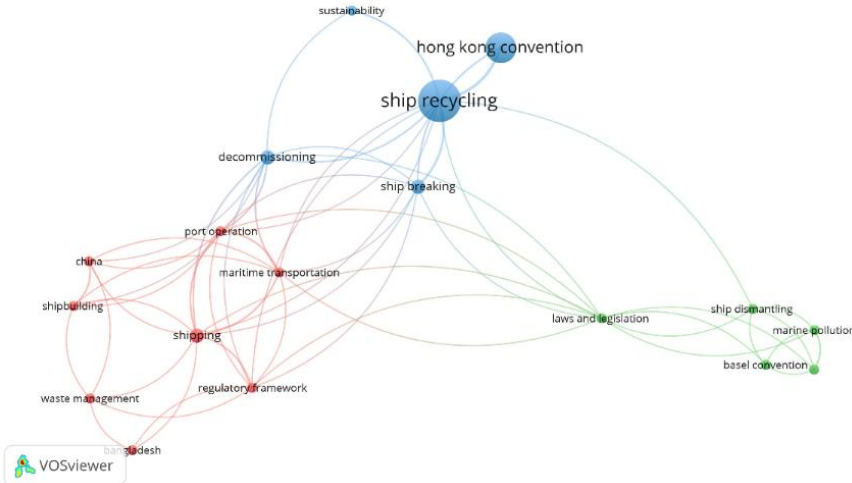 sustainability
hong kong convention
ship recycling
decommissioning
ship breaking
port operation
china
maritime transportation
shipbuilding
ship dismantling
laws and legislation
marine pollution
shipping
basel convention
regulatory framework
waste management
bangladesh
VOSviewer